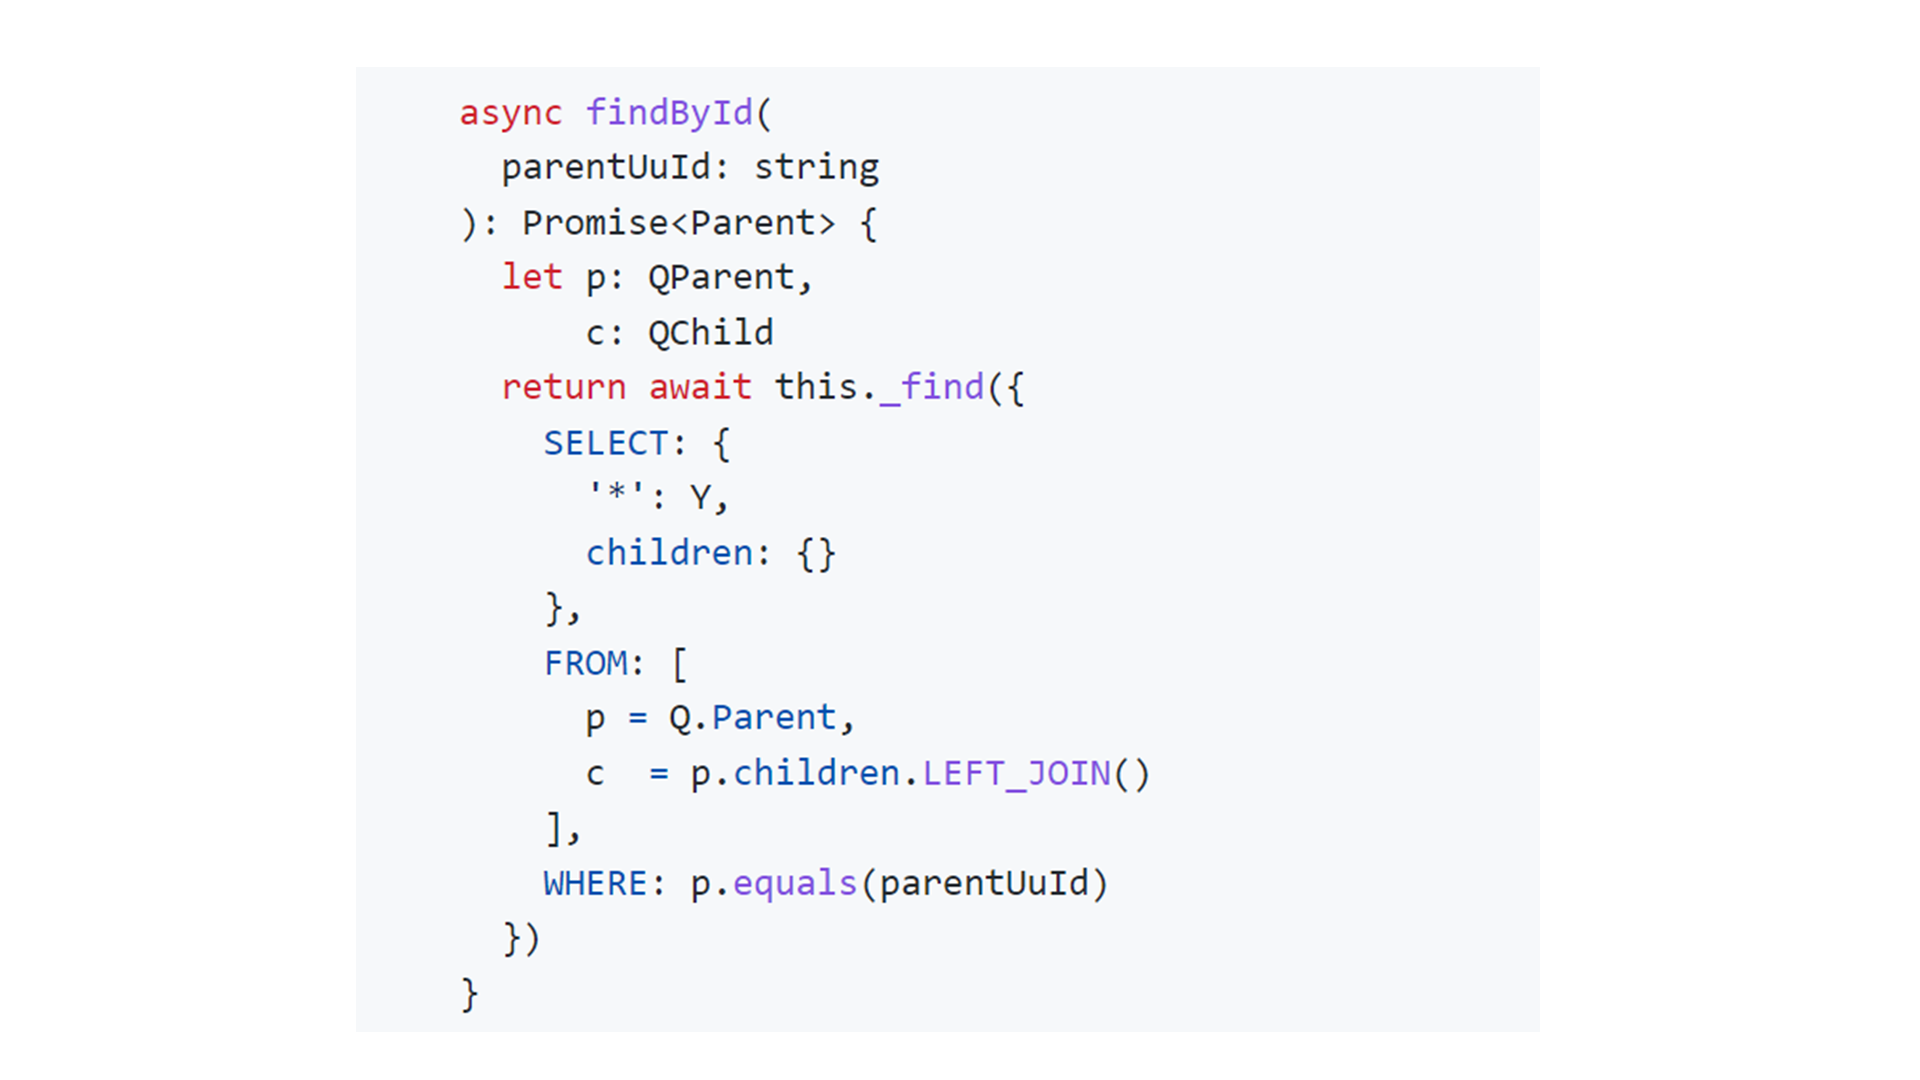 async findById(
  parentUuId: string
): Promise<Parent> {
  let p: QParent,
      c: QChild
  return await this._find({
    SELECT: {
      '*': Y,
      children: {}
    },
    FROM: [
      p = Q.Parent,
      c  = p.children.LEFT_JOIN()
    ],
    WHERE: p.equals(parentUuId)
  })
}